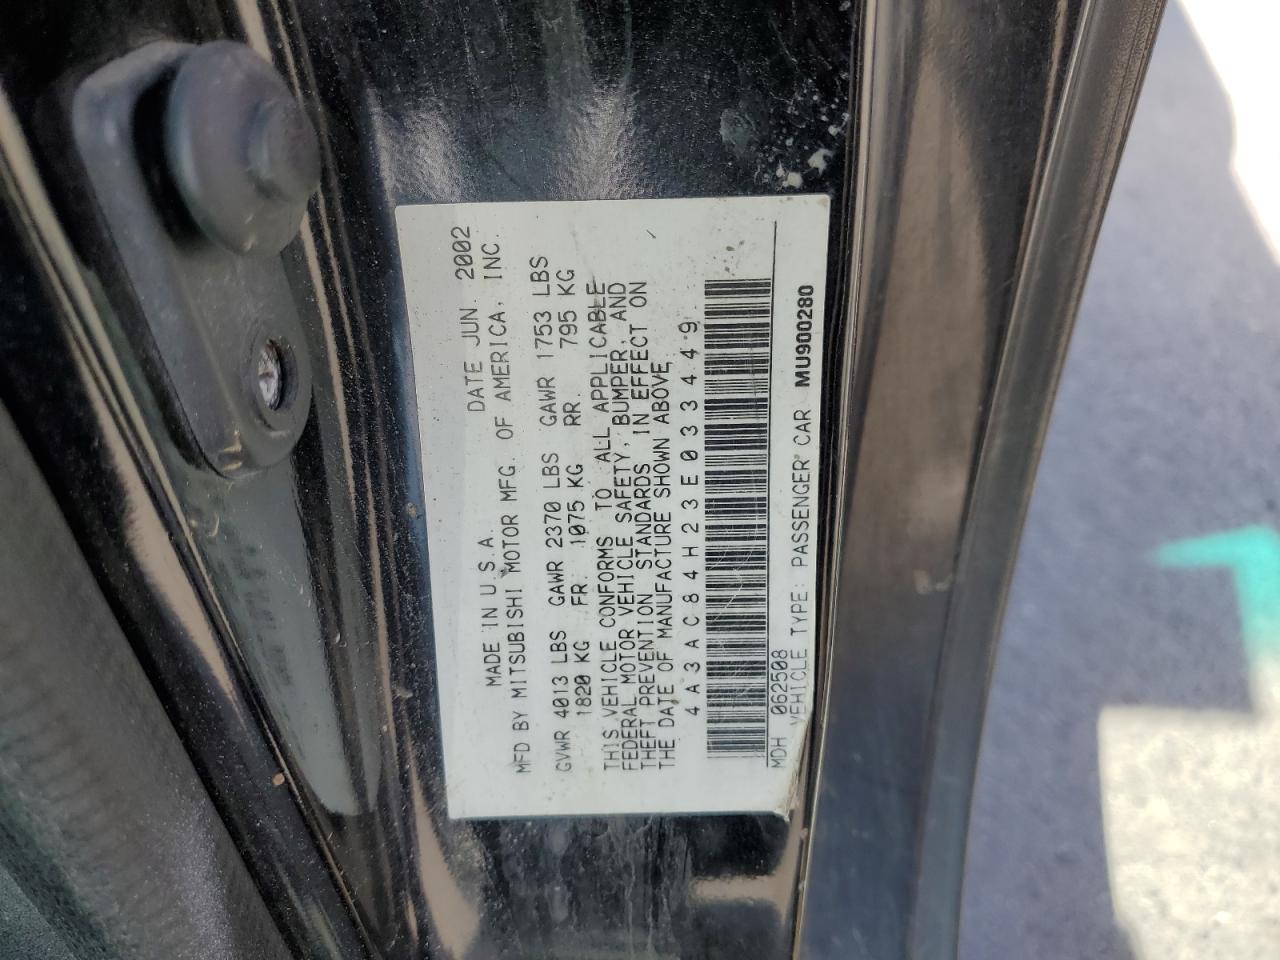 MADE IN U.S.A. DATE JUN 2002
MFD BY MITSUBISHI MOTOR MFG. OF AMERICA, INC.
GVWR 4013 LBS GAWR 2370 LBS GAWR 1753 LBS
1820 KG FR. 1075 KG RR. 795 KG
THIS VEHICLE CONFORMS TO ALL APPLICABLE
FEDERAL MOTOR VEHICLE SAFETY, BUMPER, AND
THEFT PREVENTION STANDARDS IN EFFECT ON
THE DATE OF MANUFACTURE SHOWN ABOVE
4A3AC84H23E033449
MDH 062508
VEHICLE TYPE: PASSENGER CAR MU900280